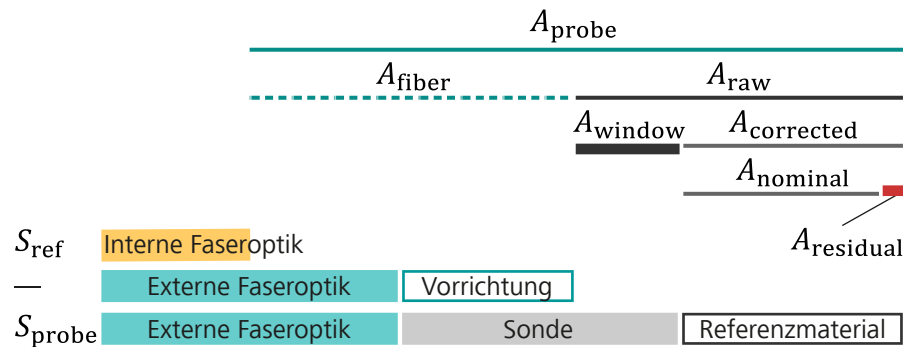 A_probe
A_fiber A_raw
A_window A_corrected
A_nominal
A_residual
S_ref Interne Faseroptik
— Externe Faseroptik Vorrichtung
S_probe Externe Faseroptik Sonde Referenzmaterial